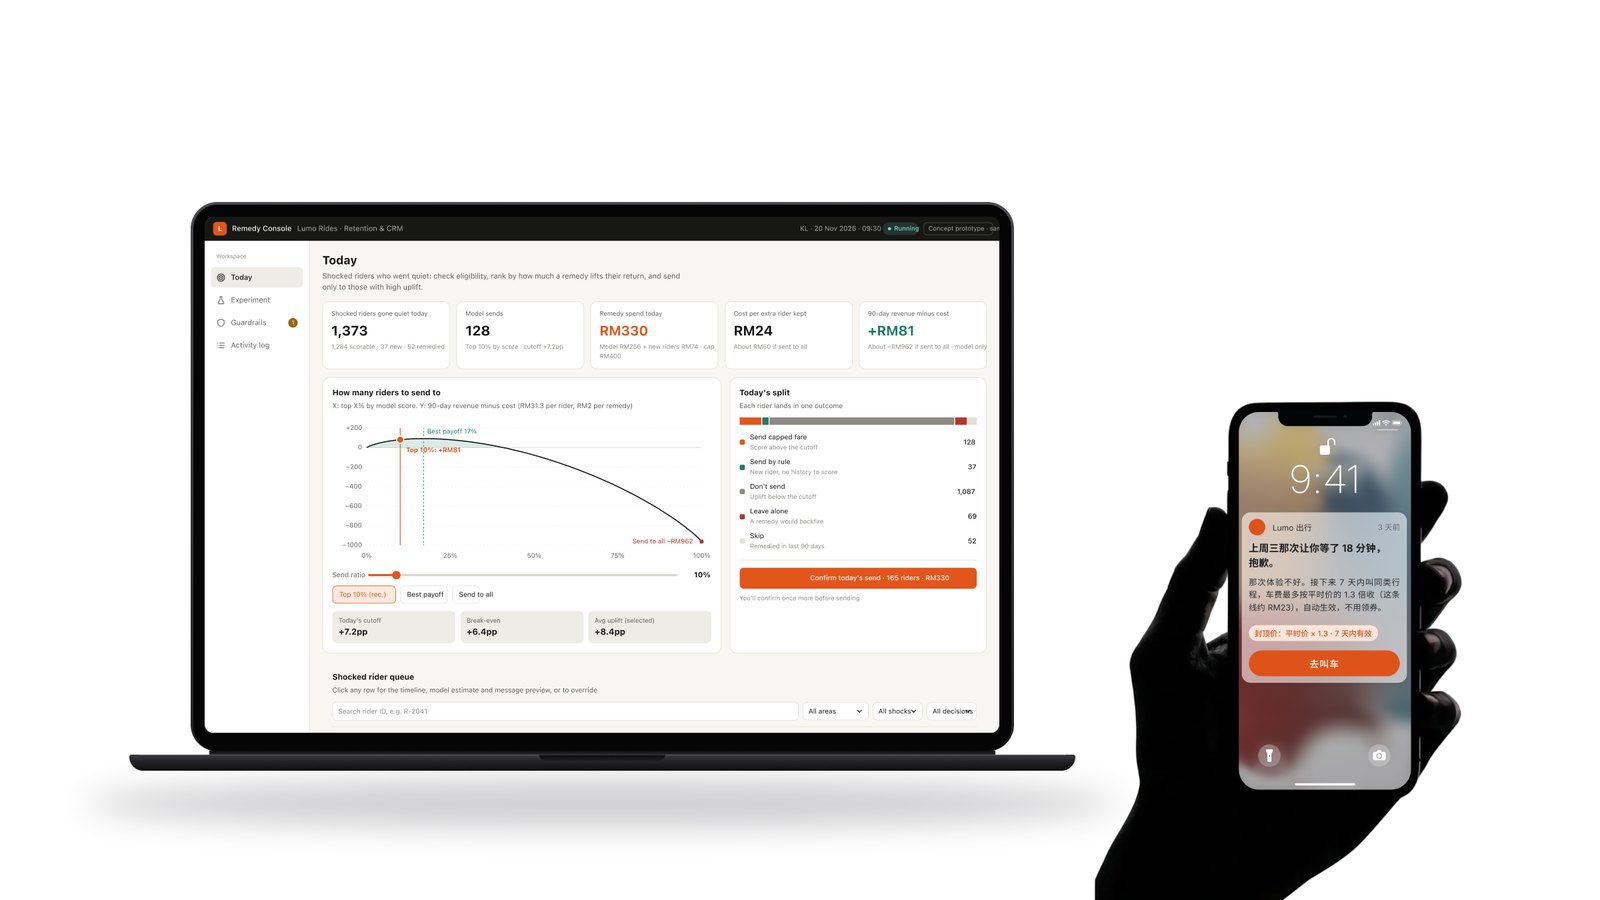 L Remedy Console Lumo Rides · Retention & CRM
KL · 20 Nov 2026 · 09:30 Running Concept prototype ·
Workspace
Today
Experiment
Guardrails
Activity log
Today
Shocked riders who went quiet: check eligibility, rank by how much a remedy lifts their return, and send
only to those with high uplift.
Shocked riders gone quiet today
1,373
1,284 scorable · 37 new · 52 remedied
Model sends
128
Top 10% by score · cutoff +7.2pp
Remedy spend today
RM330
Model RM256 + new riders RM74 · cap
RM400
Cost per extra rider kept
RM24
About RM50 if sent to all
90-day revenue minus cost
+RM81
About −RM962 if sent to all · model only
How many riders to send to
X: top X% by model score. Y: 90-day revenue minus cost (RM31.3 per rider, RM2 per remedy)
+200
0
−200
−400
−600
−800
−1000
Best payoff 17%
Top 10%: +RM81
Send to all −RM962
0% 25% 50% 75% 100%
Send ratio 10%
Top 10% (rec.) Best payoff Send to all
Today's cutoff
+7.2pp
Break-even
+6.4pp
Avg uplift (selected)
+8.4pp
Today's split
Each rider lands in one outcome
Send capped fare 128
Score above the cutoff
Send by rule 37
New rider, no history to score
Don't send 1,087
Uplift below the cutoff
Leave alone 69
A remedy would backfire
Skip 52
Remedied in last 90 days
Confirm today's send · 165 riders · RM330
You'll confirm once more before sending
Shocked rider queue
Click any row for the timeline, model estimate and message preview, or to override
Search rider ID, e.g. R-2041
All areas All shocks All decisions
9:41
Lumo 出行 3 天前
上周三那次让你等了 18 分钟，
抱歉。
那次体验不好。接下来 7 天内叫同类行
程，车费最多按平时价的 1.3 倍收（这条
线约 RM23），自动生效，不用领券。
封顶价：平时价 × 1.3 · 7 天内有效
去叫车